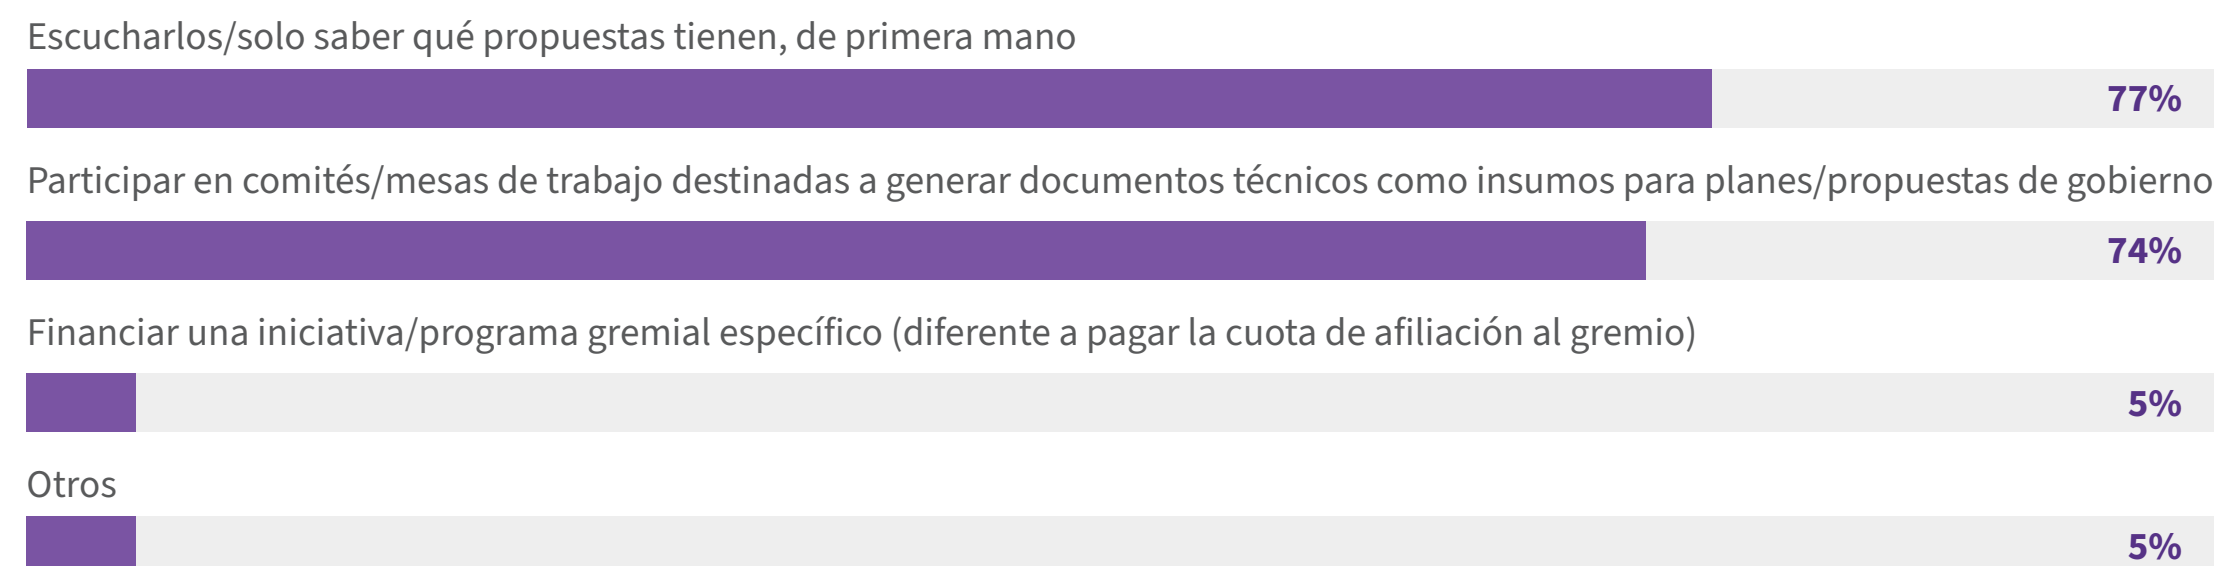 Escucharlos/solo saber qué propuestas tienen, de primera mano
77%
Participar en comités/mesas de trabajo destinadas a generar documentos técnicos como insumos para planes/propuestas de gobierno
74%
Financiar una iniciativa/programa gremial específico (diferente a pagar la cuota de afiliación al gremio)
5%
Otros
5%